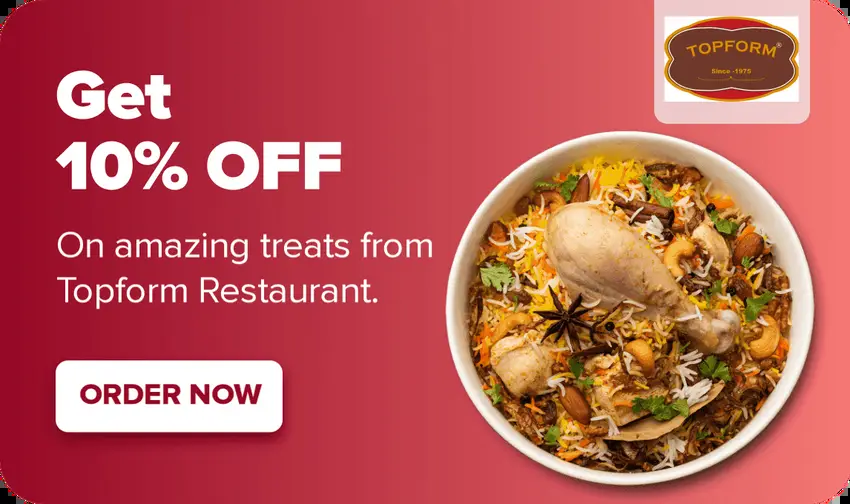 TOPFORM®
Since -1975
Get
10% OFF
On amazing treats from
Topform Restaurant.
ORDER NOW